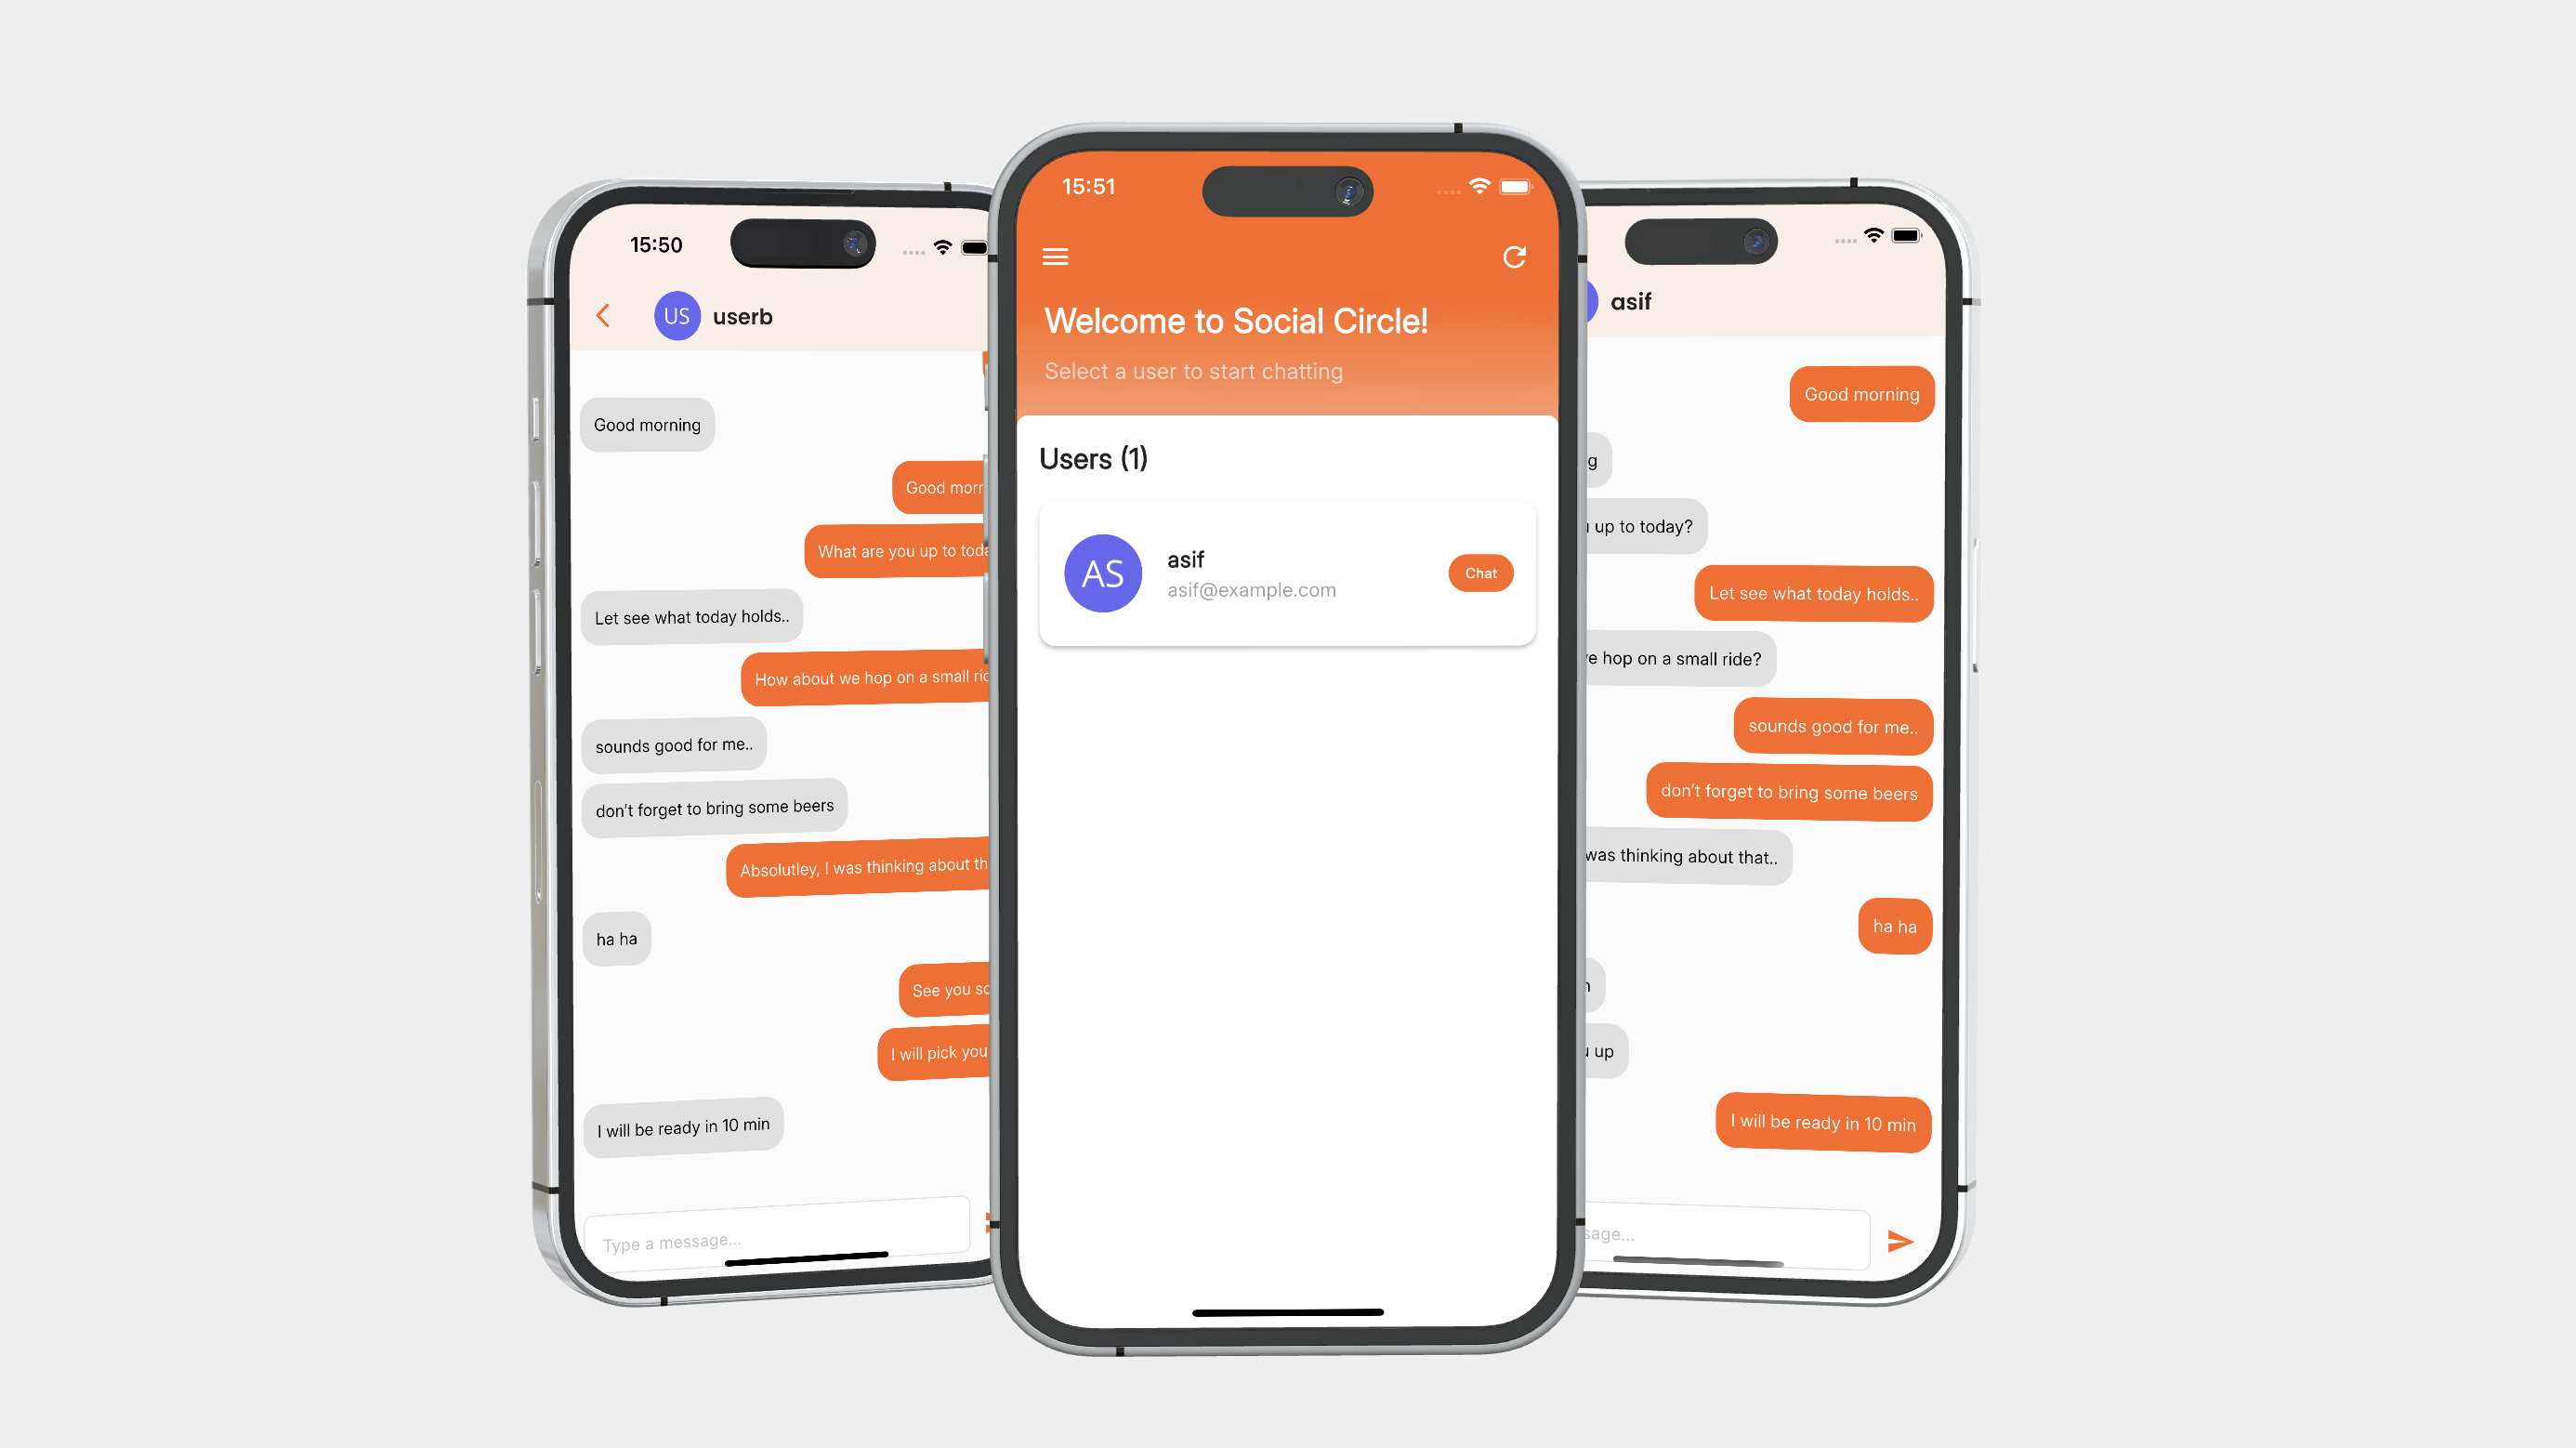 15:50
US userb
Good morning
Good morn
What are you up to toda
Let see what today holds..
How about we hop on a small
sounds good for me..
don't forget to bring some beers
Absolutley, I was thinking about th
ha ha
See you so
I will pick you
I will be ready in 10 min
Type a message...
15:51
Welcome to Social Circle!
Select a user to start chatting
Users (1)
AS
asif
asif@example.com
Chat
asif
Good morning
g
up to today?
Let see what today holds..
hop on a small ride?
sounds good for me..
don't forget to bring some beers
was thinking about that..
ha ha
up
I will be ready in 10 min
sage...